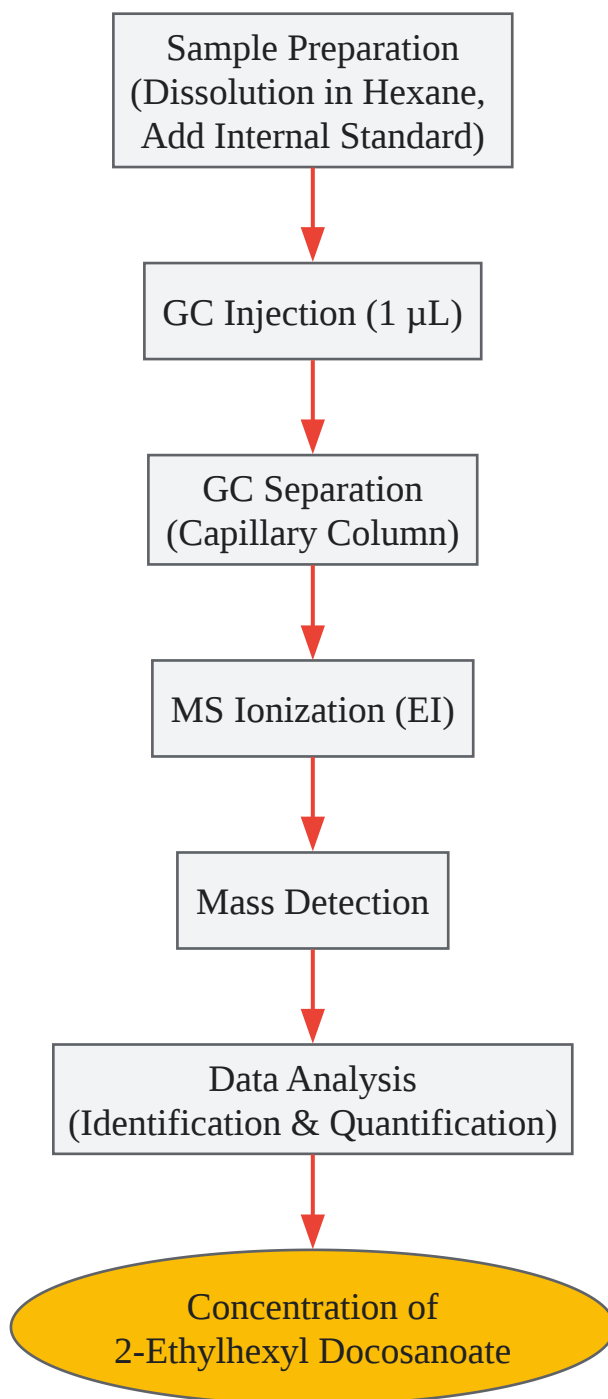 Sample Preparation
(Dissolution in Hexane,
Add Internal Standard)
GC Injection (1 µL)
GC Separation
(Capillary Column)
MS Ionization (EI)
Mass Detection
Data Analysis
(Identification & Quantification)
Concentration of
2-Ethylhexyl Docosanoate